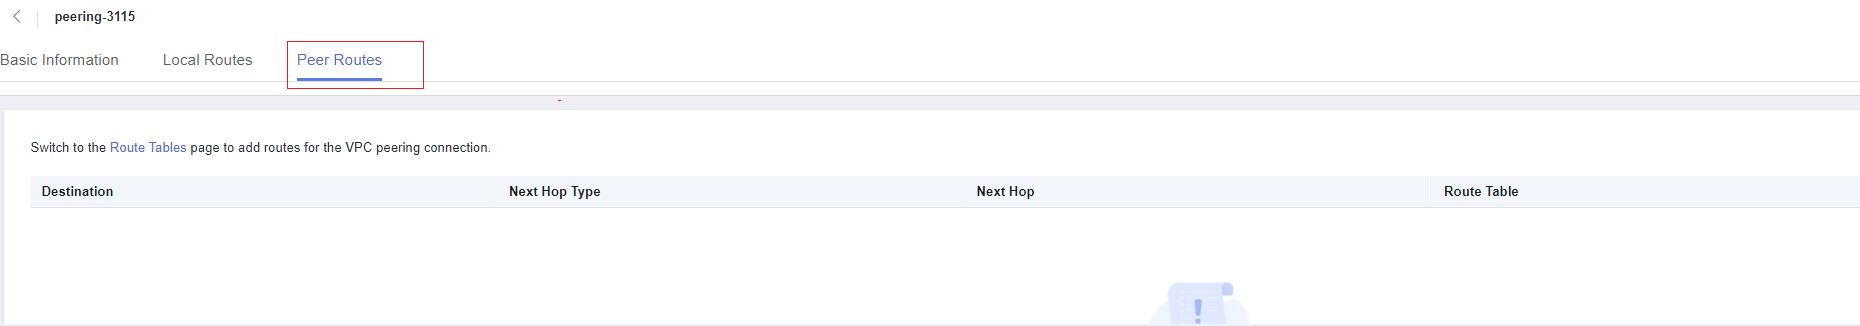 peering-3115
Basic Information Local Routes Peer Routes
Switch to the Route Tables page to add routes for the VPC peering connection.
Destination Next Hop Type Next Hop Route Table